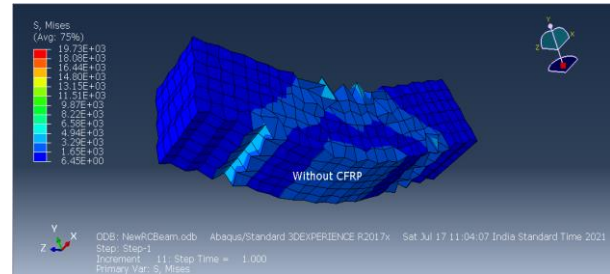 S, Mises
(Avg: 75%)
19.73E+03
18.08E+03
16.44E+03
14.80E+03
13.15E+03
11.51E+03
9.87E+03
8.22E+03
6.58E+03
4.94E+03
3.29E+03
1.65E+03
6.45E+00
Y
Z
X
Without CFRP
Y
X
Z
ODB: NewRCBeam.odb Abaqus/Standard 3DEXPERIENCE R2017x Sat Jul 17 11:04:07 India Standard Time 2021
Step: Step-1
Increment 11: Step Time = 1.000
Primary Var: S, Mises